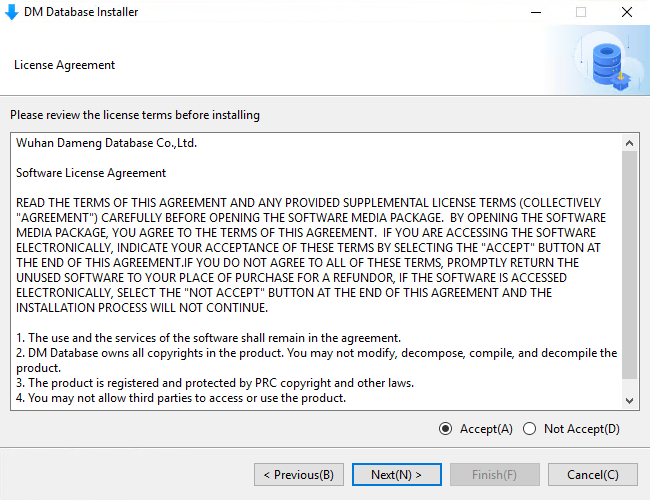 DM Database Installer
License Agreement
Please review the license terms before installing
Wuhan Dameng Database Co.,Ltd.
Software License Agreement
READ THE TERMS OF THIS AGREEMENT AND ANY PROVIDED SUPPLEMENTAL LICENSE TERMS (COLLECTIVELY
"AGREEMENT") CAREFULLY BEFORE OPENING THE SOFTWARE MEDIA PACKAGE.  BY OPENING THE SOFTWARE
MEDIA PACKAGE, YOU AGREE TO THE TERMS OF THIS AGREEMENT.  IF YOU ARE ACCESSING THE SOFTWARE
ELECTRONICALLY, INDICATE YOUR ACCEPTANCE OF THESE TERMS BY SELECTING THE "ACCEPT" BUTTON AT
THE END OF THIS AGREEMENT.IF YOU DO NOT AGREE TO ALL OF THESE TERMS, PROMPTLY RETURN THE
UNUSED SOFTWARE TO YOUR PLACE OF PURCHASE FOR A REFUNDOR, IF THE SOFTWARE IS ACCESSED
ELECTRONICALLY, SELECT THE "NOT ACCEPT" BUTTON AT THE END OF THIS AGREEMENT AND THE
INSTALLATION PROCESS WILL NOT CONTINUE.
1. The use and the services of the software shall remain in the agreement.
2. DM Database owns all copyrights in the product. You may not modify, decompose, compile, and decompile the
product.
3. The product is registered and protected by PRC copyright and other laws.
4. You may not allow third parties to access or use the product.
Accept(A) Not Accept(D)
< Previous(B) Next(N) > Finish(F) Cancel(C)